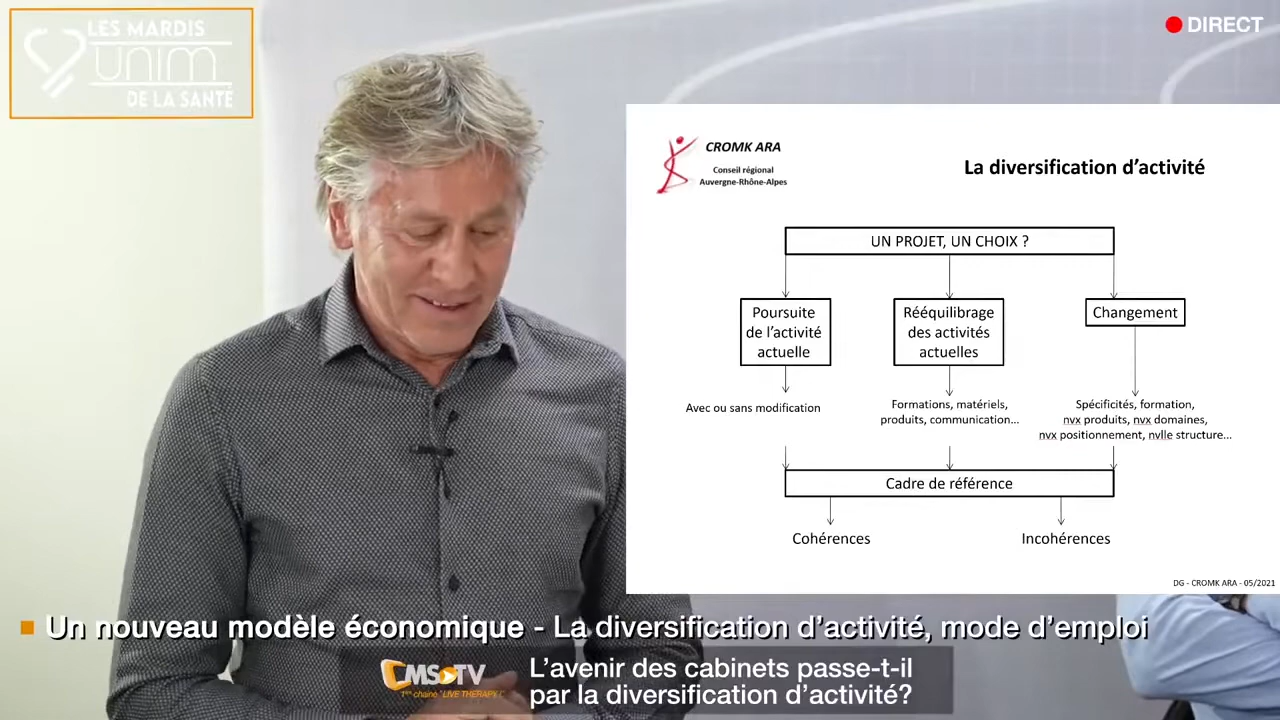 LES MARDIS
unim
DE LA SANTÉ
DIRECT
CROMK ARA
Conseil régional
Auvergne-Rhône-Alpes
La diversification d'activité
UN PROJET, UN CHOIX ?
Poursuite
de l'activité
actuelle
Rééquilibrage
des activités
actuelles
Changement
Avec ou sans modification
Formations, matériels,
produits, communication...
Spécificités, formation,
nvx produits, nvx domaines,
nvx positionnement, nvlle structure...
Cadre de référence
Cohérences
Incohérences
DG - CROMK ARA - 05/2021
Un nouveau modèle économique - La diversification d'activité, mode d'emploi
CMS TV
1ère chaine "LIVE THERAPY !"
L'avenir des cabinets passe-t-il
par la diversification d'activité?